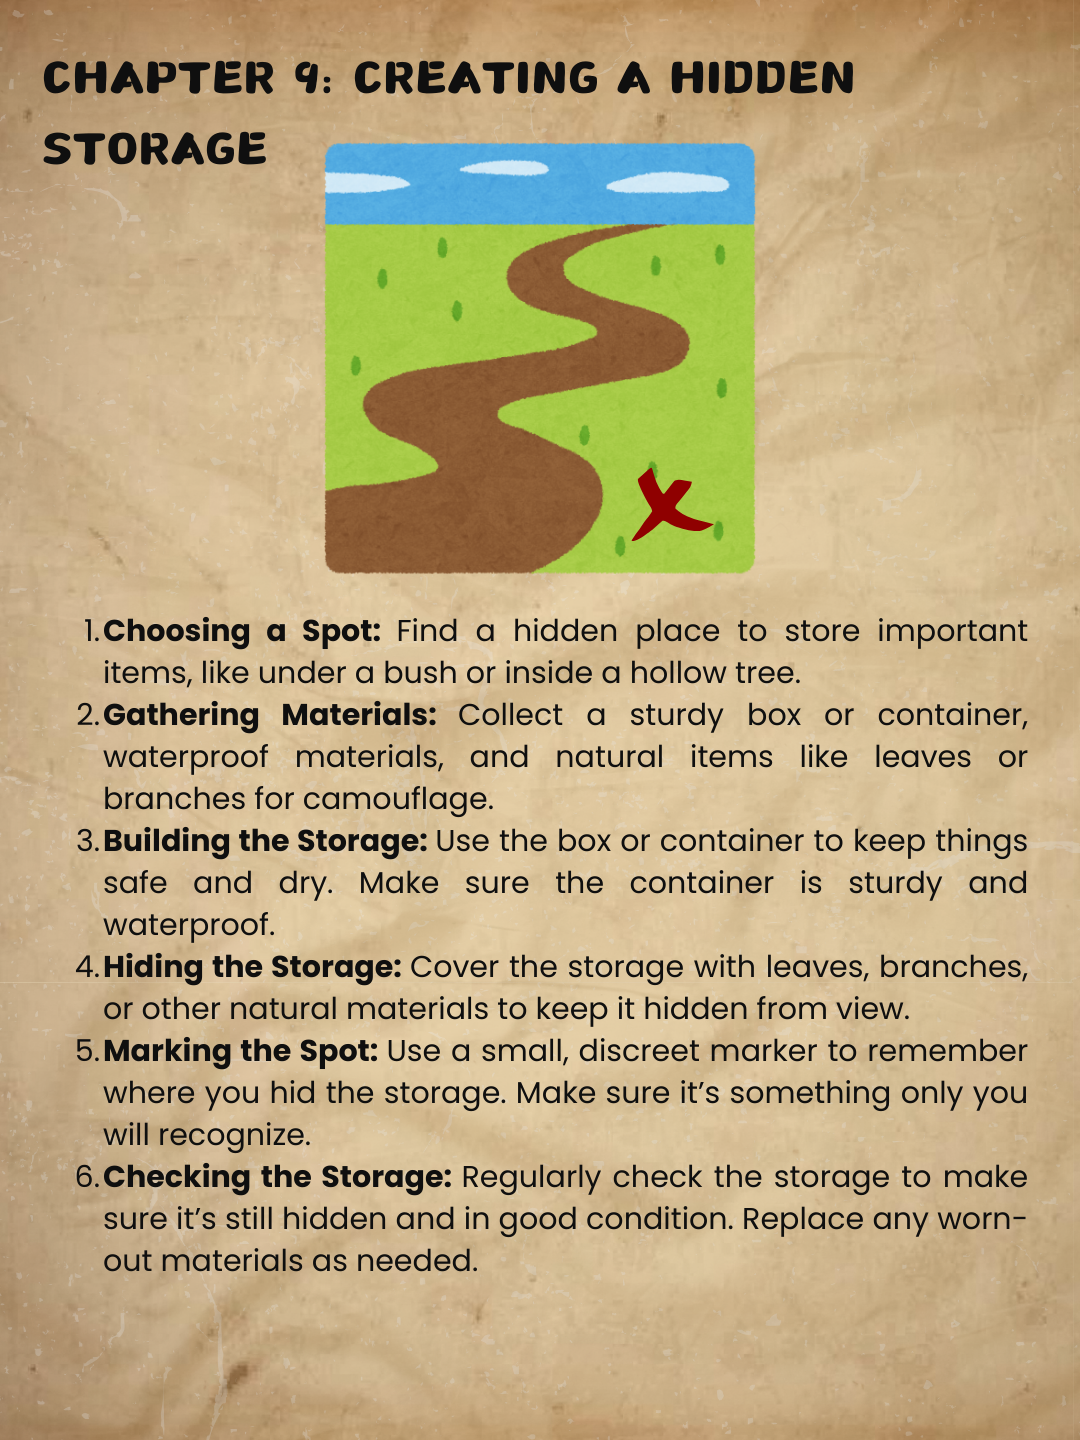 CHAPTER 9: CREATING A HIDDEN
STORAGE
1. Choosing a Spot: Find a hidden place to store important
items, like under a bush or inside a hollow tree.
2. Gathering Materials: Collect a sturdy box or container,
waterproof materials, and natural items like leaves or
branches for camouflage.
3. Building the Storage: Use the box or container to keep things
safe and dry. Make sure the container is sturdy and
waterproof.
4. Hiding the Storage: Cover the storage with leaves, branches,
or other natural materials to keep it hidden from view.
5. Marking the Spot: Use a small, discreet marker to remember
where you hid the storage. Make sure it’s something only you
will recognize.
6. Checking the Storage: Regularly check the storage to make
sure it’s still hidden and in good condition. Replace any worn-
out materials as needed.